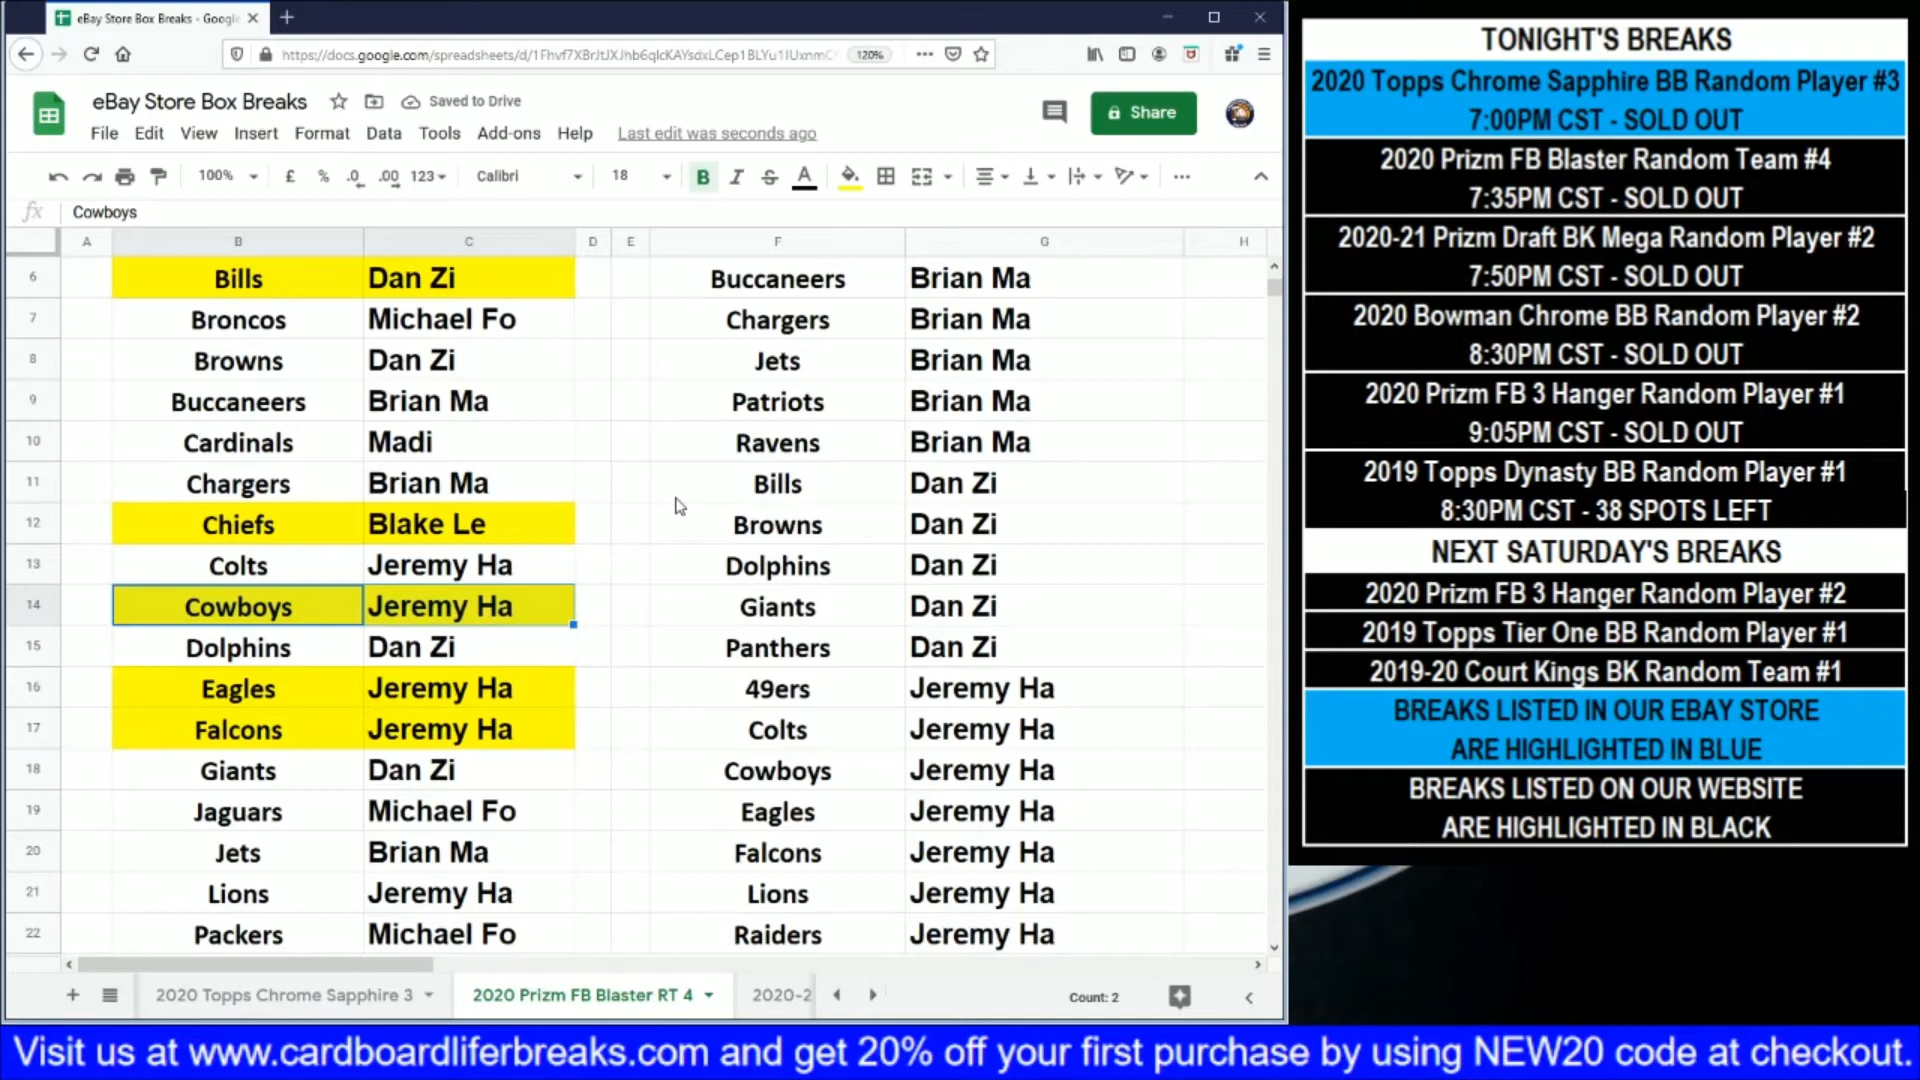 eBay Store Box Breaks - Google
https://docs.google.com/spreadsheets/d/
120%
eBay Store Box Breaks
Saved to Drive
Share
File Edit View Insert Format Data Tools Add-ons Help Last edit was seconds ago
100% £ % .0 .00 123 Calibri 18 B I S A
fx Cowboys
A B C D E F G H
6 Bills Dan Zi Buccaneers Brian Ma
7 Broncos Michael Fo Chargers Brian Ma
8 Browns Dan Zi Jets Brian Ma
9 Buccaneers Brian Ma Patriots Brian Ma
10 Cardinals Madi Ravens Brian Ma
11 Chargers Brian Ma Bills Dan Zi
12 Chiefs Blake Le Browns Dan Zi
13 Colts Jeremy Ha Dolphins Dan Zi
14 Cowboys Jeremy Ha Giants Dan Zi
15 Dolphins Dan Zi Panthers Dan Zi
16 Eagles Jeremy Ha 49ers Jeremy Ha
17 Falcons Jeremy Ha Colts Jeremy Ha
18 Giants Dan Zi Cowboys Jeremy Ha
19 Jaguars Michael Fo Eagles Jeremy Ha
20 Jets Brian Ma Falcons Jeremy Ha
21 Lions Jeremy Ha Lions Jeremy Ha
22 Packers Michael Fo Raiders Jeremy Ha
2020 Topps Chrome Sapphire 3 2020 Prizm FB Blaster RT 4 2020-2 Count: 2
TONIGHT'S BREAKS
2020 Topps Chrome Sapphire BB Random Player #3
7:00PM CST - SOLD OUT
2020 Prizm FB Blaster Random Team #4
7:35PM CST - SOLD OUT
2020-21 Prizm Draft BK Mega Random Player #2
7:50PM CST - SOLD OUT
2020 Bowman Chrome BB Random Player #2
8:30PM CST - SOLD OUT
2020 Prizm FB 3 Hanger Random Player #1
9:05PM CST - SOLD OUT
2019 Topps Dynasty BB Random Player #1
8:30PM CST - 38 SPOTS LEFT
NEXT SATURDAY'S BREAKS
2020 Prizm FB 3 Hanger Random Player #2
2019 Topps Tier One BB Random Player #1
2019-20 Court Kings BK Random Team #1
BREAKS LISTED IN OUR EBAY STORE
ARE HIGHLIGHTED IN BLUE
BREAKS LISTED ON OUR WEBSITE
ARE HIGHLIGHTED IN BLACK
Visit us at www.cardboardliferbreaks.com and get 20% off your first purchase by using NEW20 code at checkout.